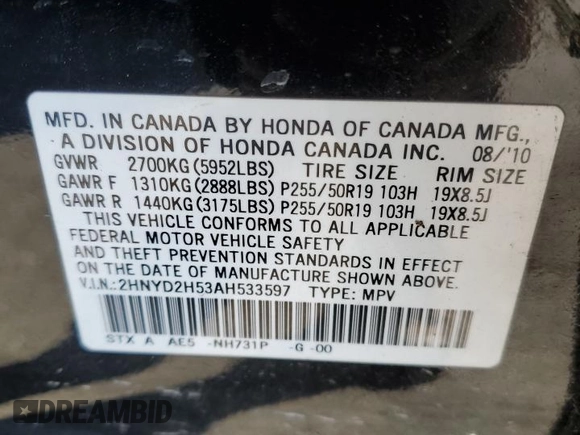 MFD. IN CANADA BY HONDA OF CANADA MFG.,
A DIVISION OF HONDA CANADA INC. 08/'10
GVWR 2700KG (5952LBS) TIRE SIZE RIM SIZE
GAWR F 1310KG (2888LBS) P255/50R19 103H 19X8.5J
GAWR R 1440KG (3175LBS) P255/50R19 103H 19X8.5J
THIS VEHICLE CONFORMS TO ALL APPLICABLE
FEDERAL MOTOR VEHICLE SAFETY
AND THEFT PREVENTION STANDARDS IN EFFECT
ON THE DATE OF MANUFACTURE SHOWN ABOVE.
V.I.N.: 2HNYD2H53AH533597 TYPE: MPV
STX A AE5 -NH731P -G -00
DREAMBID